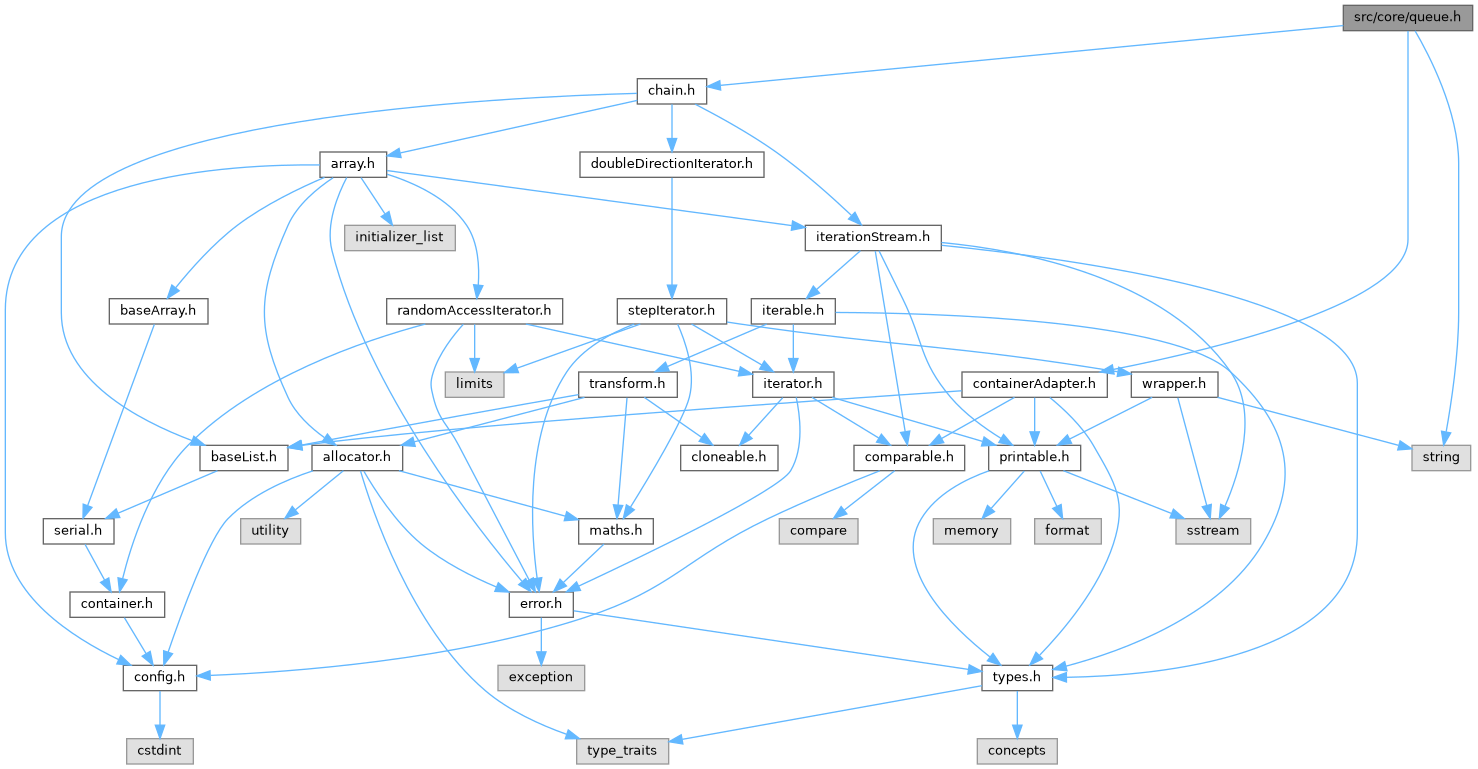 src/core/queue.h
chain.h
array.h
doubleDirectionIterator.h
initializer_list
iterationStream.h
baseArray.h
randomAccessIterator.h
stepIterator.h
iterable.h
limits
transform.h
iterator.h
containerAdapter.h
wrapper.h
baseList.h
allocator.h
cloneable.h
comparable.h
printable.h
string
serial.h
utility
maths.h
compare
memory
format
sstream
container.h
error.h
config.h
exception
types.h
cstdint
type_traits
concepts